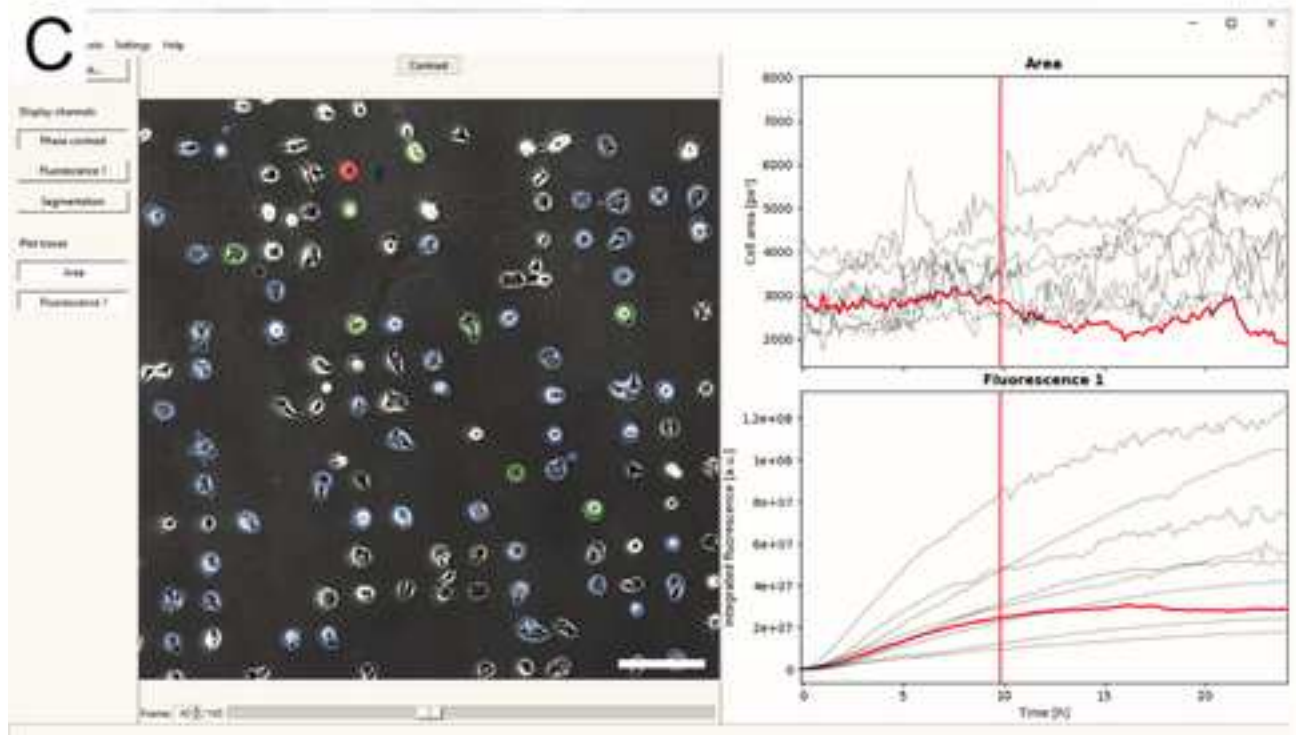 C
Settings Help
Contrast
Display channels
Phase contrast
Fluorescence 1
Segmentation
Plot traces
Area
Fluorescence 1
Frame:
Area
8000
7000
6000
5000
4000
3000
2000
Cell area [px²]
Fluorescence 1
1.2e+08
1e+08
8e+07
6e+07
4e+07
2e+07
0
Integrated fluorescence [a.u.]
0 5 10 15 20
Time [h]